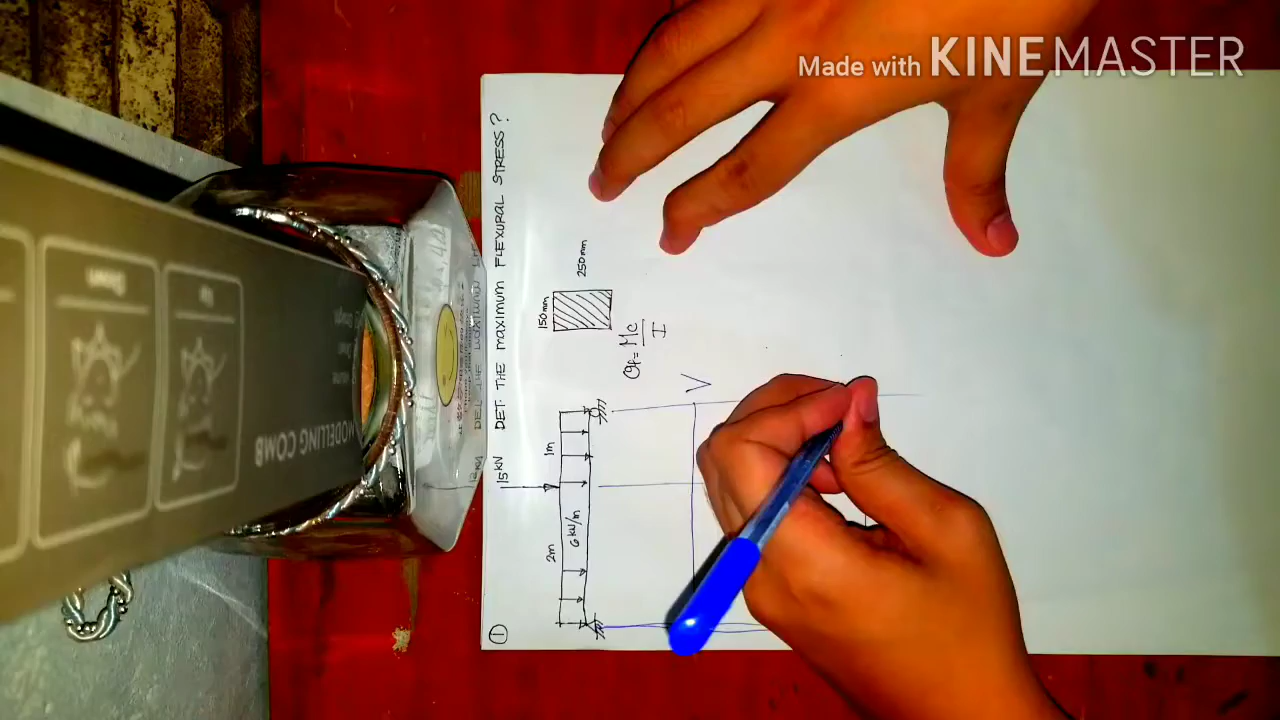 Made with KINEMASTER
① DET: THE MAXIMUM FLEXURAL STRESS?
15 kN
2m
1m
6 kN/m
150mm
250mm
σf = Mc
I
V
MODELLING COMB